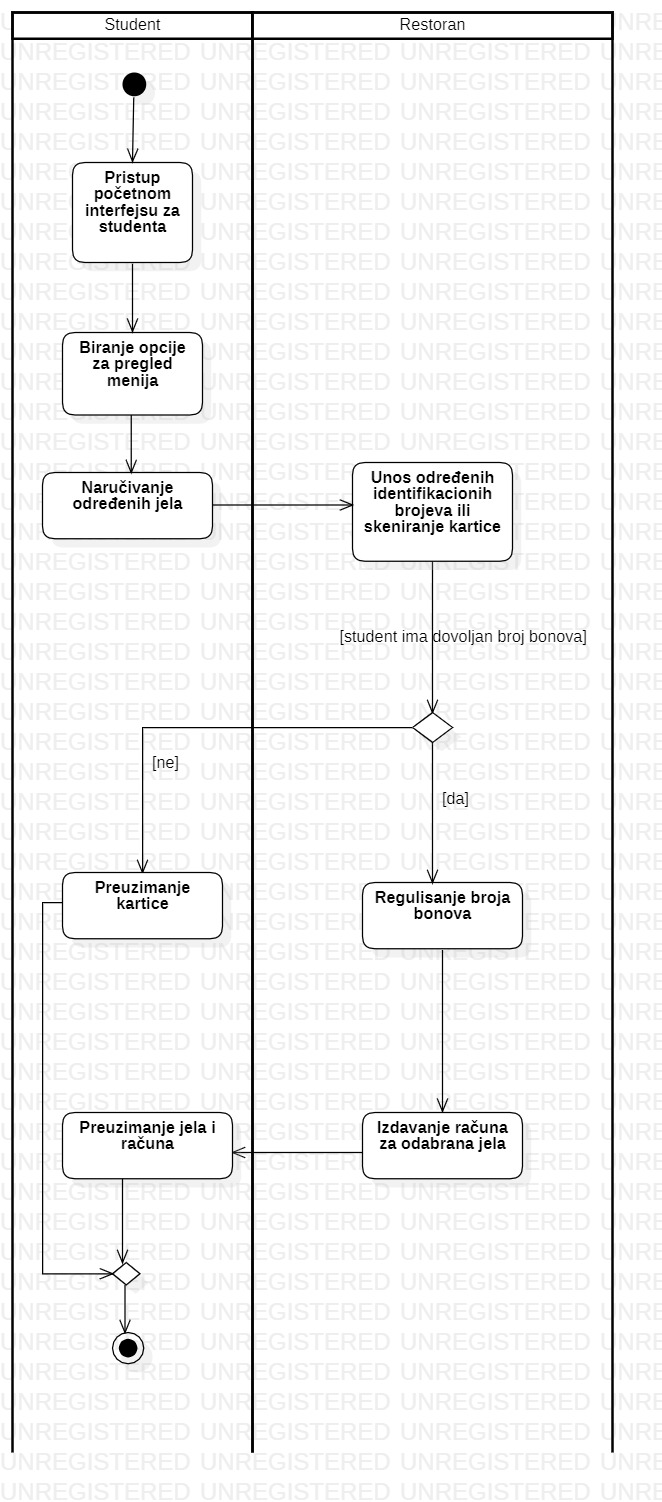 Student
Restoran
Pristup
početnom
interfejsu za
studenta
Biranje opcije
za pregled
menija
Naručivanje
određenih jela
Unos određenih
identifikacionih
brojeva ili
skeniranje kartice
[student ima dovoljan broj bonova]
[ne]
[da]
Preuzimanje
kartice
Regulisanje broja
bonova
Preuzimanje jela i
računa
Izdavanje računa
za odabrana jela
UNREGISTERED